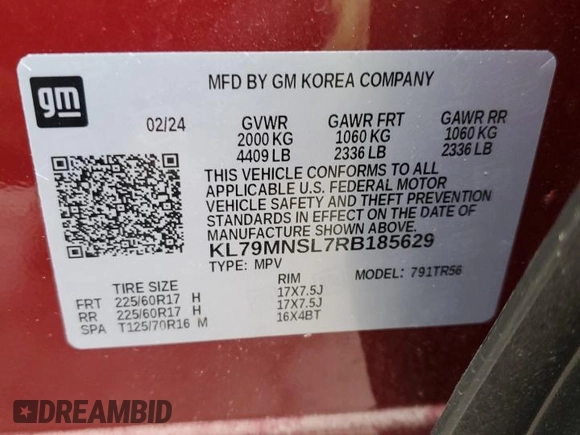 gm
MFD BY GM KOREA COMPANY
02/24 GVWR GAWR FRT GAWR RR
2000 KG 1060 KG 1060 KG
4409 LB 2336 LB 2336 LB
THIS VEHICLE CONFORMS TO ALL
APPLICABLE U.S. FEDERAL MOTOR
VEHICLE SAFETY AND THEFT PREVENTION
STANDARDS IN EFFECT ON THE DATE OF
MANUFACTURE SHOWN ABOVE.
KL79MNSL7RB185629
TYPE: MPV MODEL: 791TR56
TIRE SIZE RIM
FRT 225/60R17 H 17X7.5J
RR 225/60R17 H 17X7.5J
SPA T125/70R16 M 16X4BT
DREAMBID